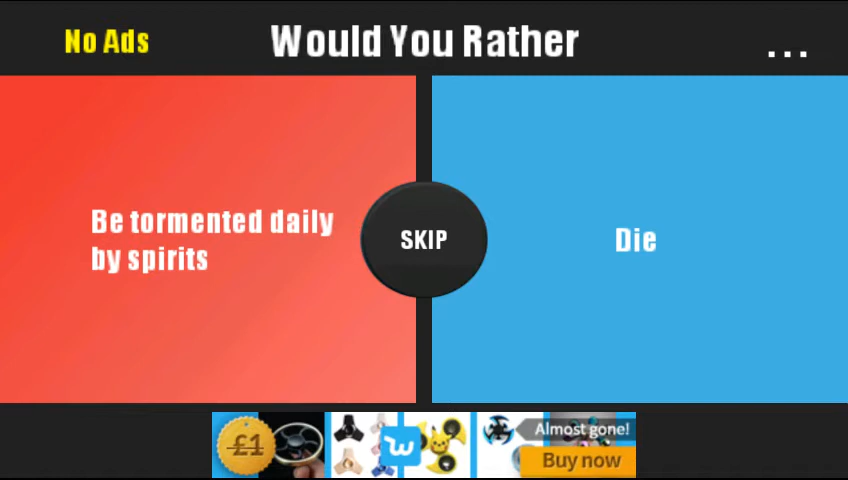 No Ads
Would You Rather
...
Be tormented daily
by spirits
SKIP
Die
£1
w
Almost gone!
Buy now